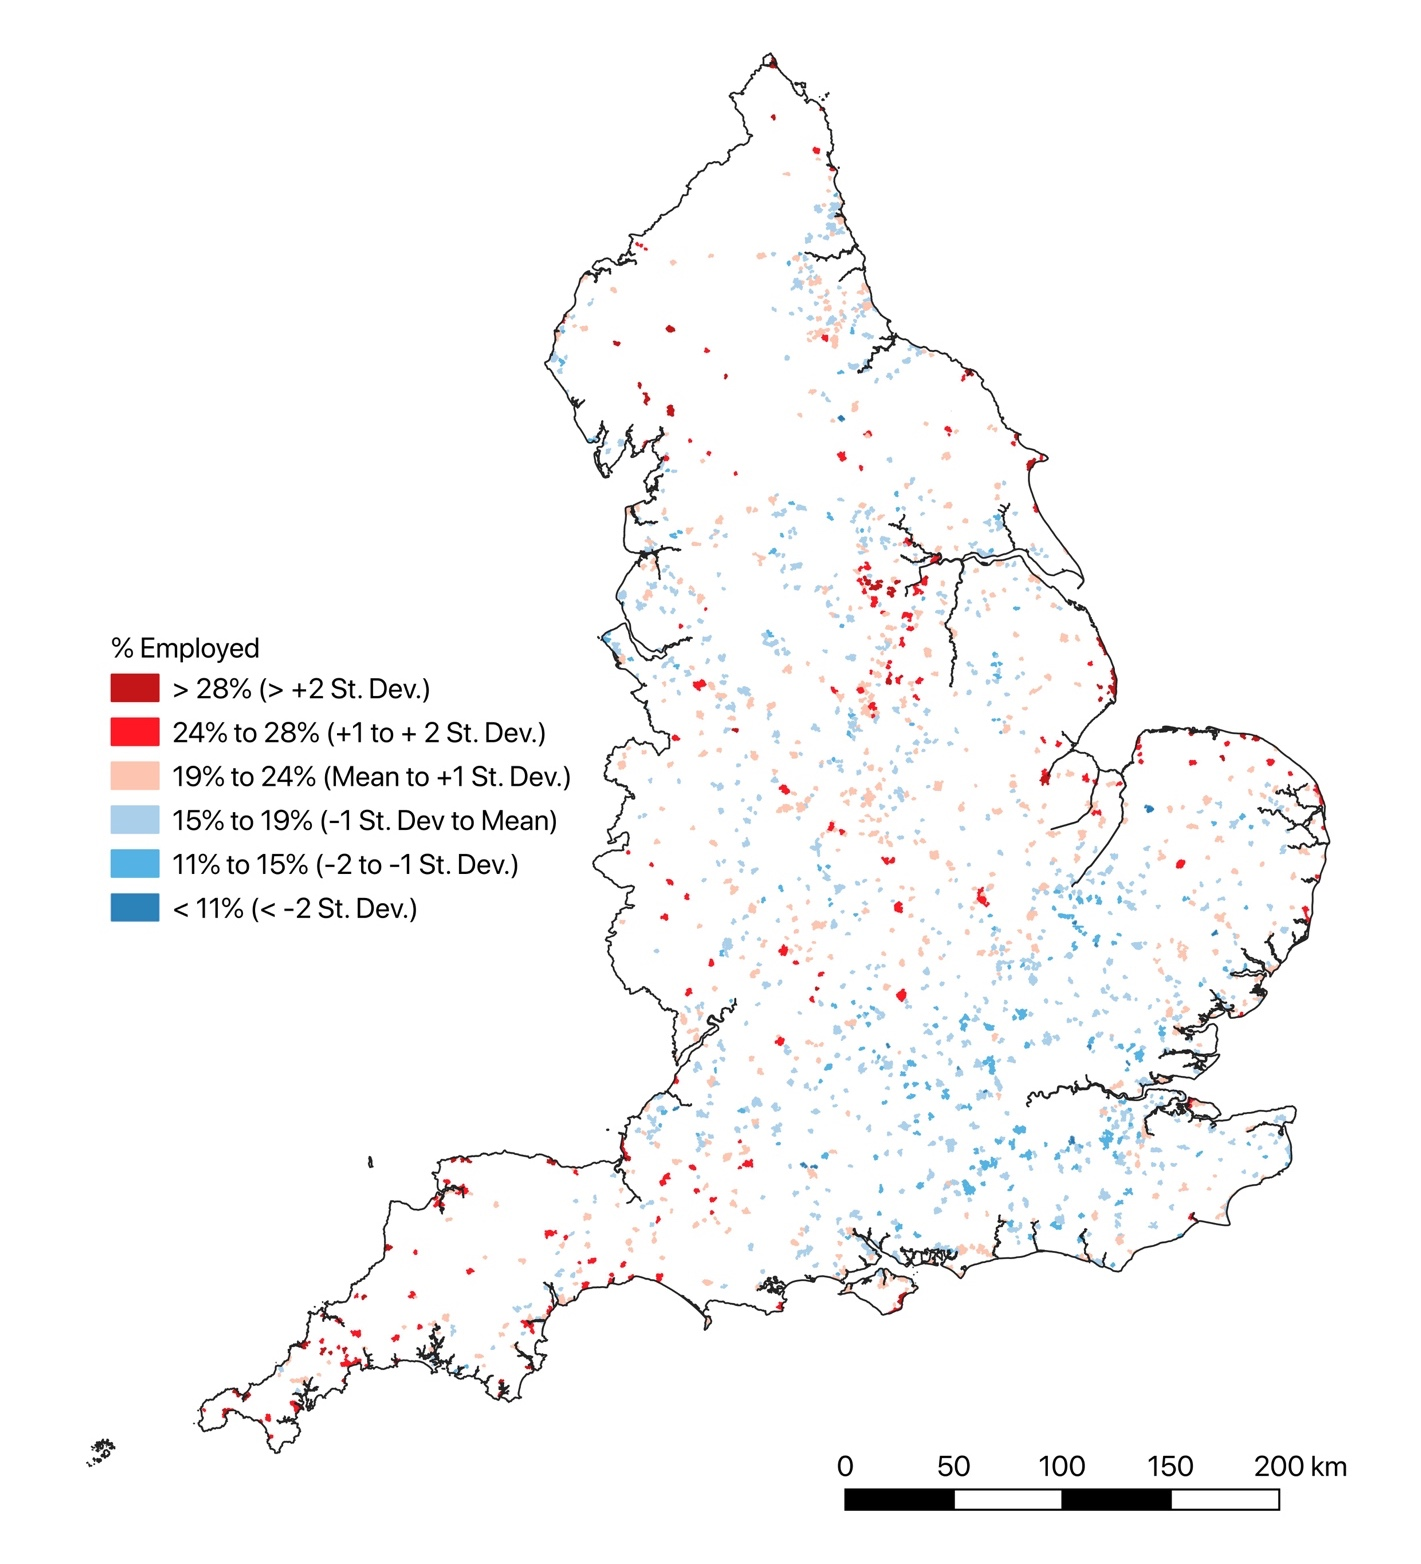 % Employed
> 28% (> +2 St. Dev.)
24% to 28% (+1 to + 2 St. Dev.)
19% to 24% (Mean to +1 St. Dev.)
15% to 19% (-1 St. Dev to Mean)
11% to 15% (-2 to -1 St. Dev.)
< 11% (< -2 St. Dev.)
0 50 100 150 200 km